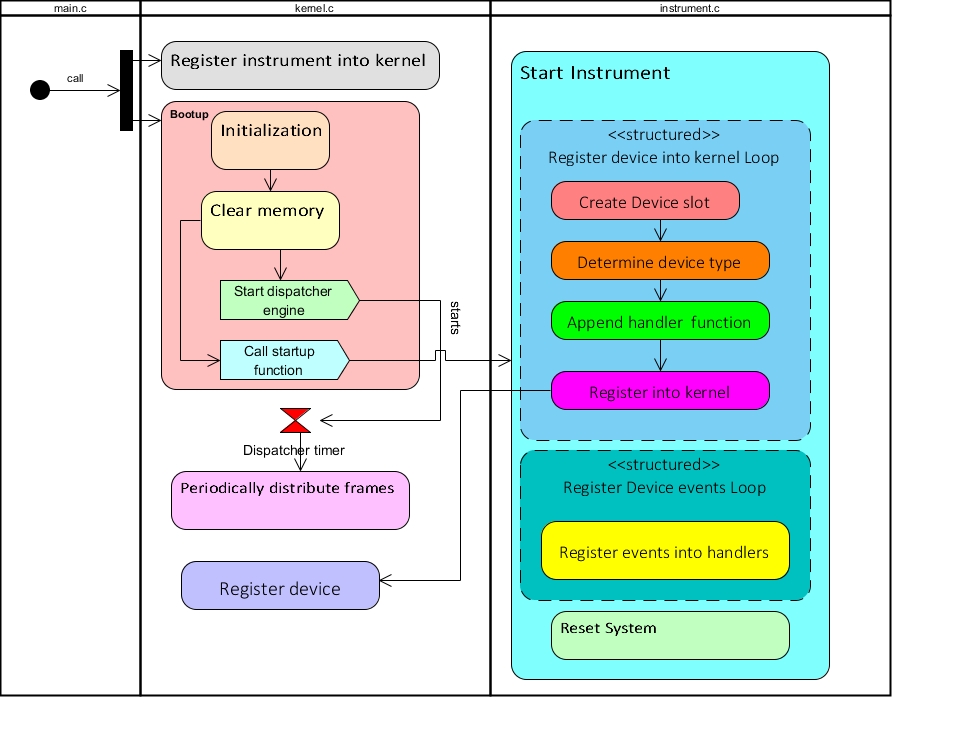 main.c
kernel.c
instrument.c
call
Register instrument into kernel
Bootup
Initialization
Clear memory
Start dispatcher
engine
Call startup
function
starts
Dispatcher timer
Periodically distribute frames
Register device
Start Instrument
<<structured>>
Register device into kernel Loop
Create Device slot
Determine device type
Append handler  function
Register into kernel
<<structured>>
Register Device events Loop
Register events into handlers
Reset System